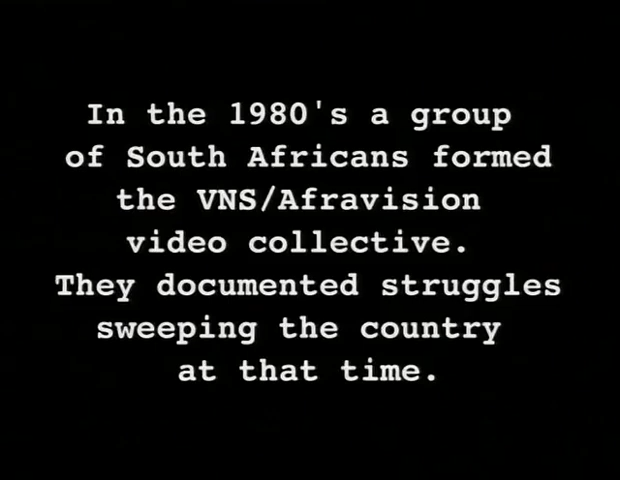 In the 1980's a group
of South Africans formed
the VNS/Afravision
video collective.
They documented struggles
sweeping the country
at that time.